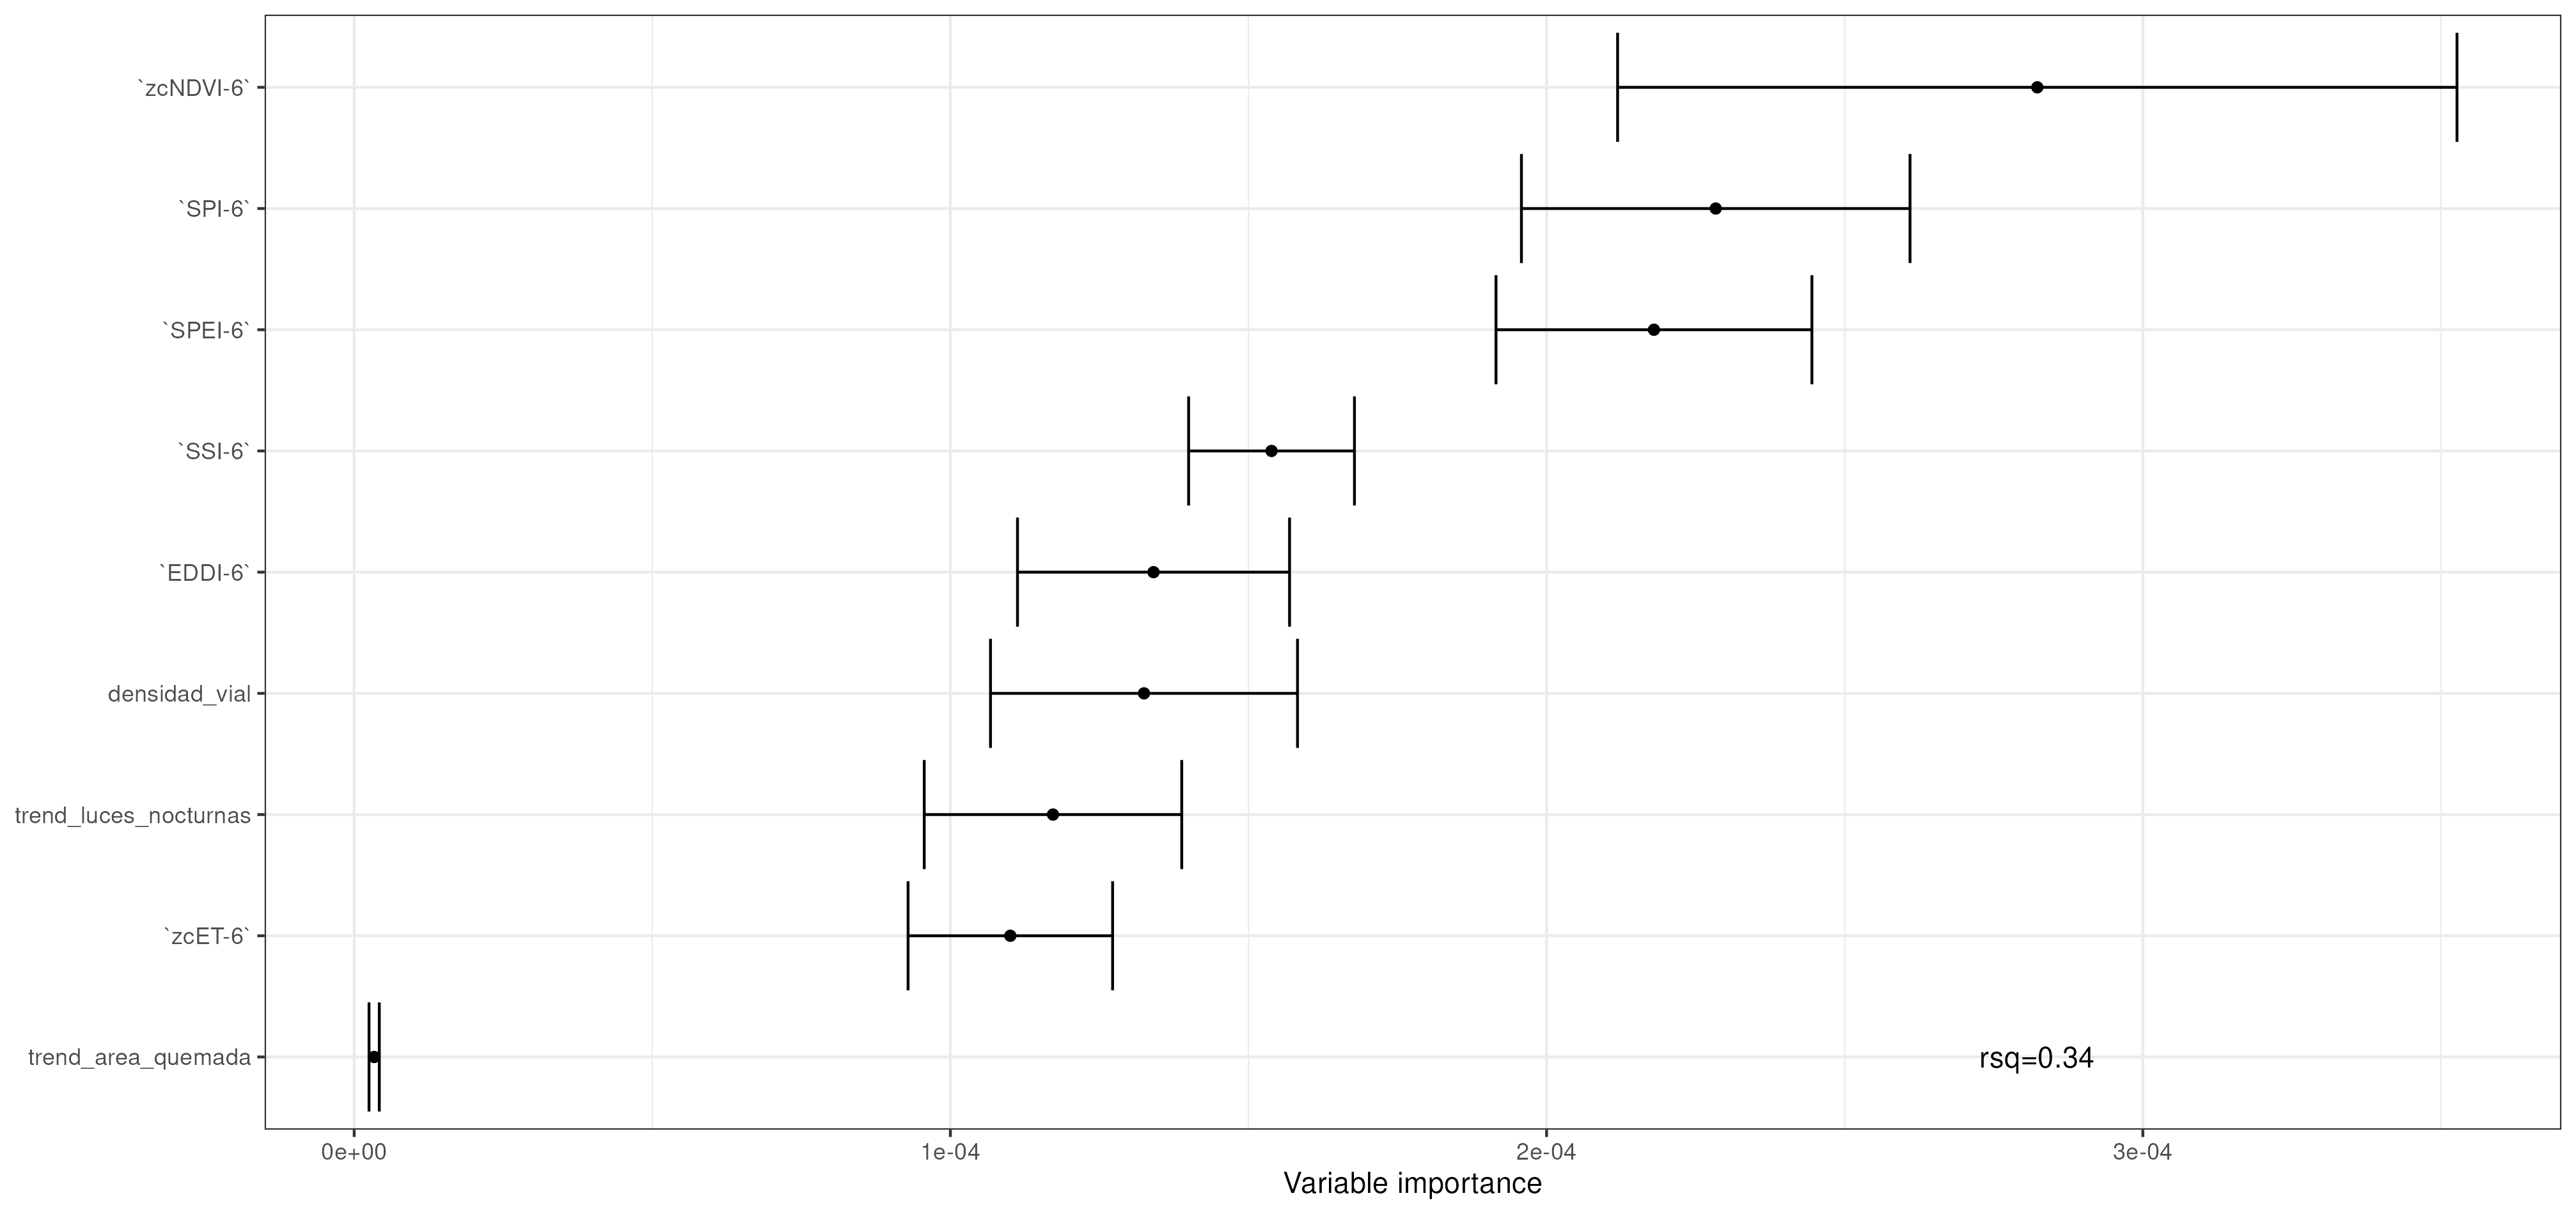 `zcNDVI-6`
`SPI-6`
`SPEI-6`
`SSI-6`
`EDDI-6`
densidad_vial
trend_luces_nocturnas
`zcET-6`
trend_area_quemada
rsq=0.34
0e+00 1e-04 2e-04 3e-04
Variable importance